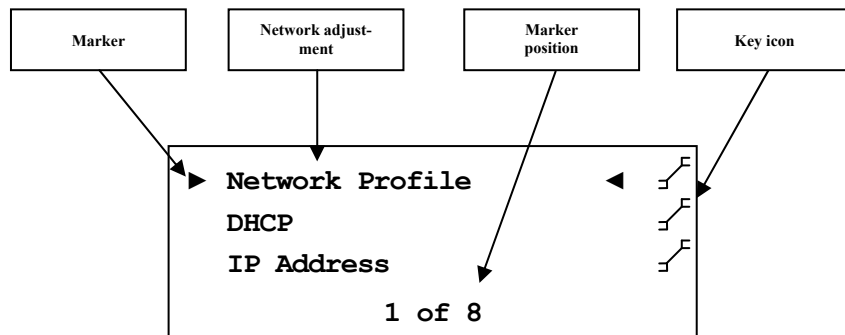 Marker
Network adjust-
ment
Marker
position
Key icon
Network Profile
DHCP
IP Address
1 of 8